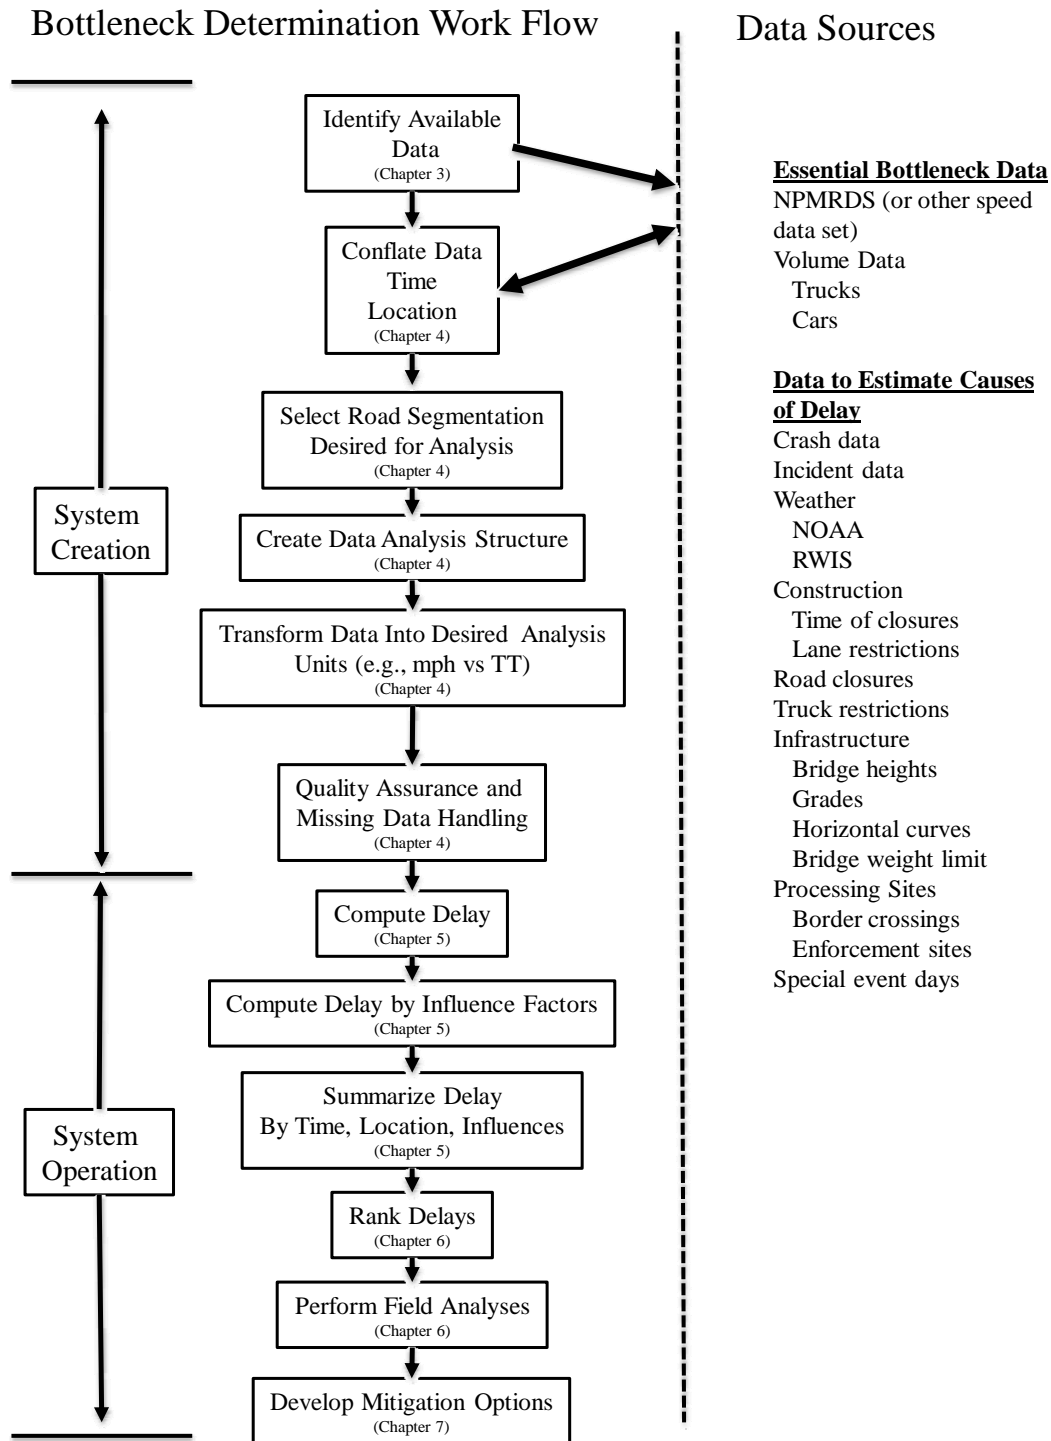 Bottleneck Determination Work Flow
Data Sources
Identify Available
Data
(Chapter 3)
Conflate Data
Time
Location
(Chapter 4)
Select Road Segmentation
Desired for Analysis
(Chapter 4)
Create Data Analysis Structure
(Chapter 4)
Transform Data Into Desired Analysis
Units (e.g., mph vs TT)
(Chapter 4)
Quality Assurance and
Missing Data Handling
(Chapter 4)
Compute Delay
(Chapter 5)
Compute Delay by Influence Factors
(Chapter 5)
Summarize Delay
By Time, Location, Influences
(Chapter 5)
Rank Delays
(Chapter 6)
Perform Field Analyses
(Chapter 6)
Develop Mitigation Options
(Chapter 7)
System
Creation
System
Operation
Essential Bottleneck Data
NPMRDS (or other speed
data set)
Volume Data
Trucks
Cars
Data to Estimate Causes
of Delay
Crash data
Incident data
Weather
NOAA
RWIS
Construction
Time of closures
Lane restrictions
Road closures
Truck restrictions
Infrastructure
Bridge heights
Grades
Horizontal curves
Bridge weight limit
Processing Sites
Border crossings
Enforcement sites
Special event days